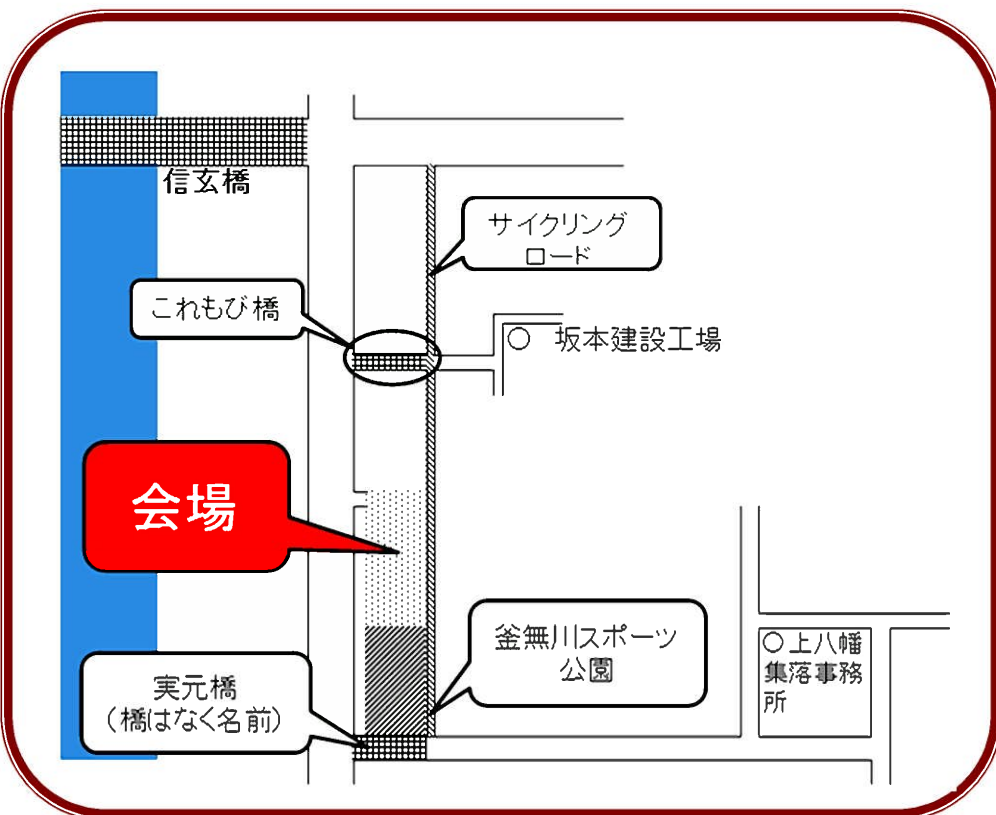 信玄橋
サイクリング
ロード
これもび橋
坂本建設工場
会場
釜無川スポーツ
公園
上八幡
集落事務
所
実元橋
(橋はなく名前)